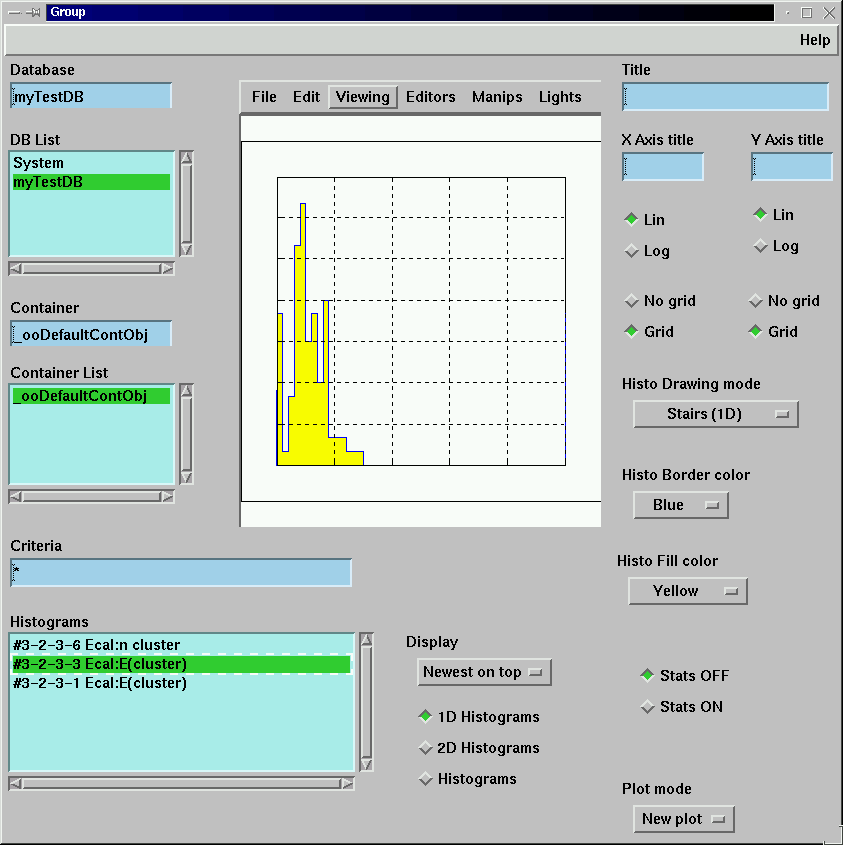 Group
Help
Database
myTestDB
DB List
System
myTestDB
Container
_ooDefaultContObj
Container List
_ooDefaultContObj
File Edit Viewing Editors Manips Lights
Title
X Axis title Y Axis title
Lin Lin
Log Log
No grid No grid
Grid Grid
Histo Drawing mode
Stairs (1D)
Histo Border color
Blue
Histo Fill color
Yellow
Criteria
*
Histograms
#3-2-3-6 Ecal:n cluster
#3-2-3-3 Ecal:E(cluster)
#3-2-3-1 Ecal:E(cluster)
Display
Newest on top
1D Histograms
2D Histograms
Histograms
Stats OFF
Stats ON
Plot mode
New plot